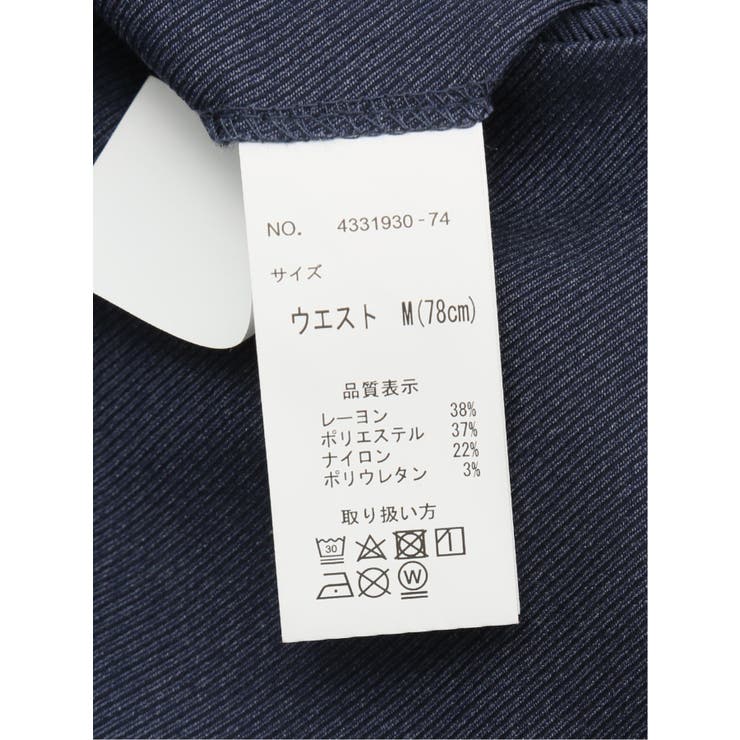 NO. 4331930-74
サイズ
ウエスト M(78cm)
品質表示
レーヨン 38%
ポリエステル 37%
ナイロン 22%
ポリウレタン 3%
取り扱い方
30
W